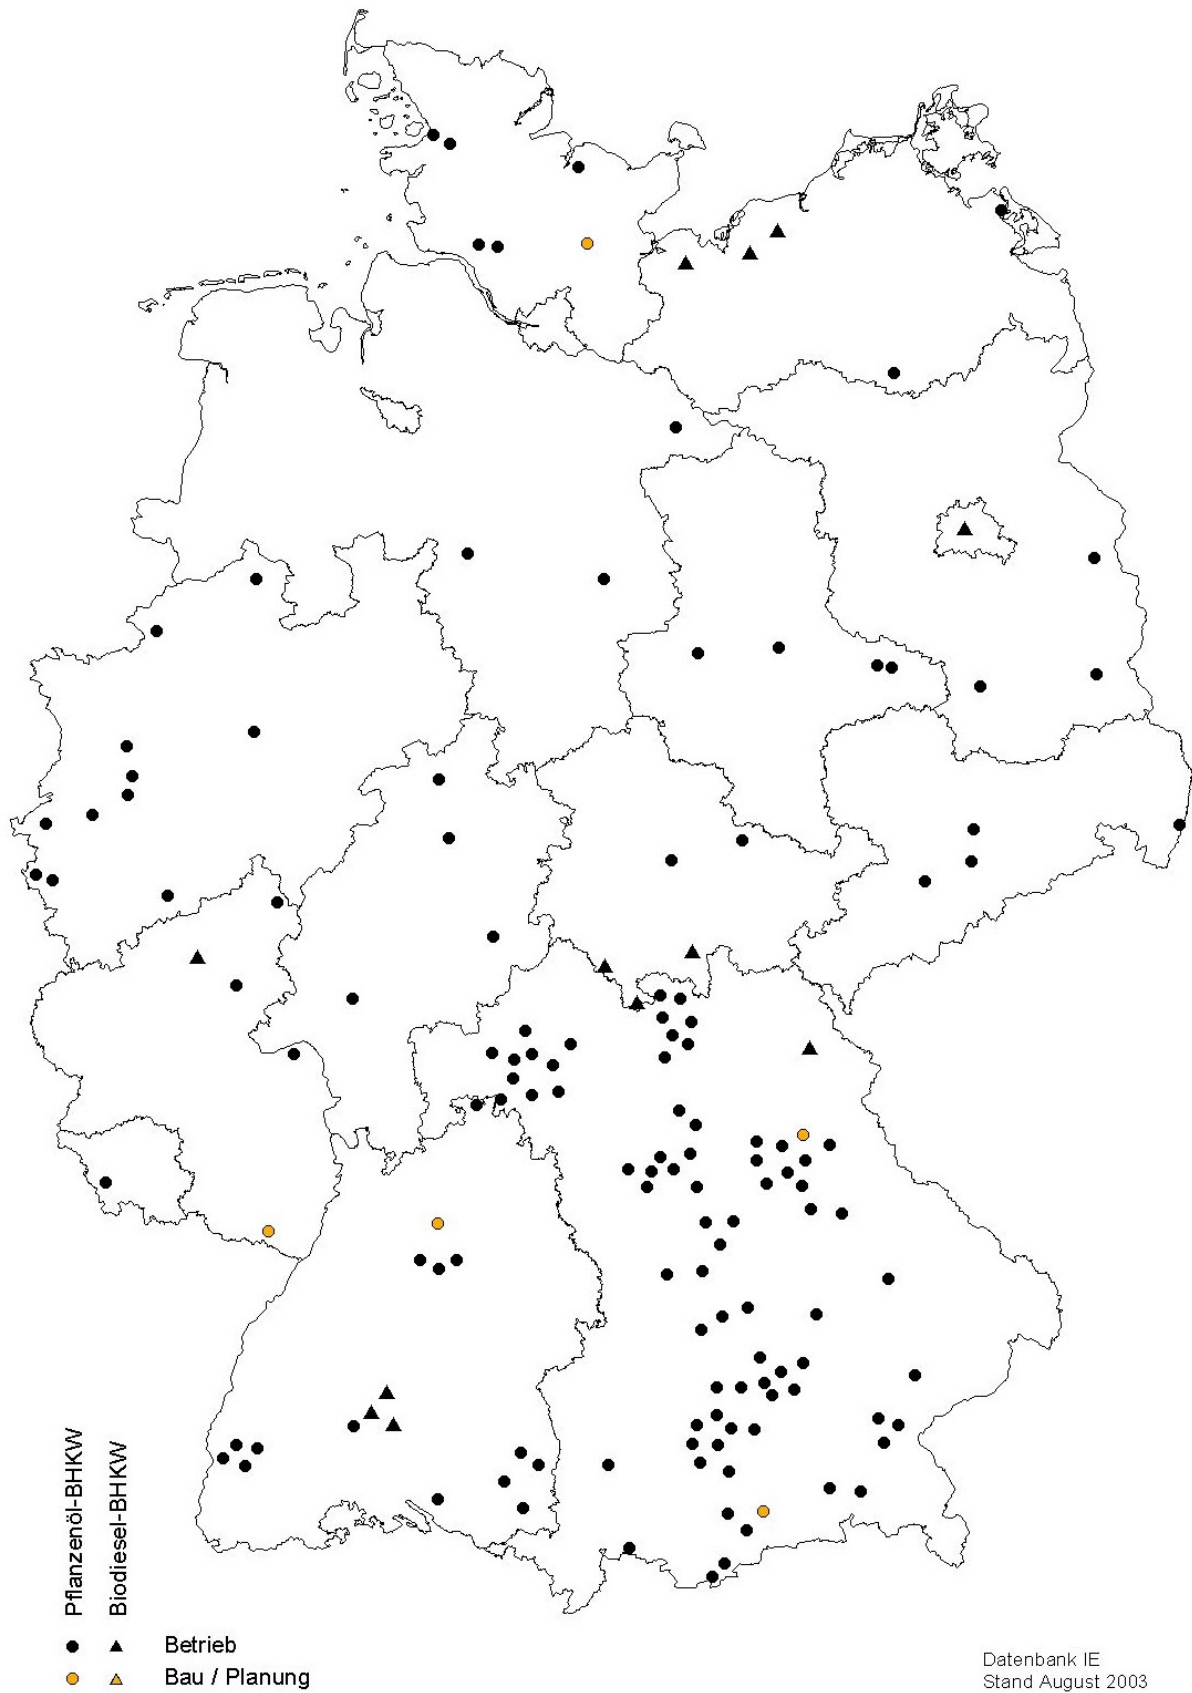 Pflanzenöl-BHKW
Biodiesel-BHKW
Betrieb
Bau / Planung
Datenbank IE
Stand August 2003